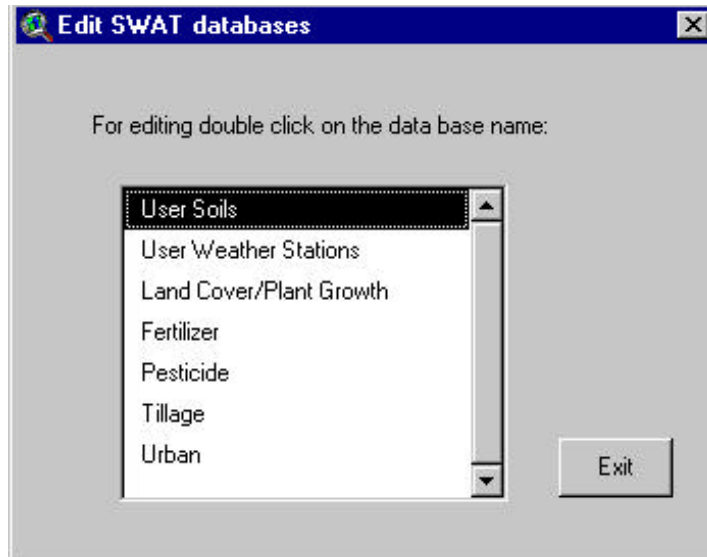 Edit SWAT databases
For editing double click on the data base name:
User Soils
User Weather Stations
Land Cover/Plant Growth
Fertilizer
Pesticide
Tillage
Urban
Exit